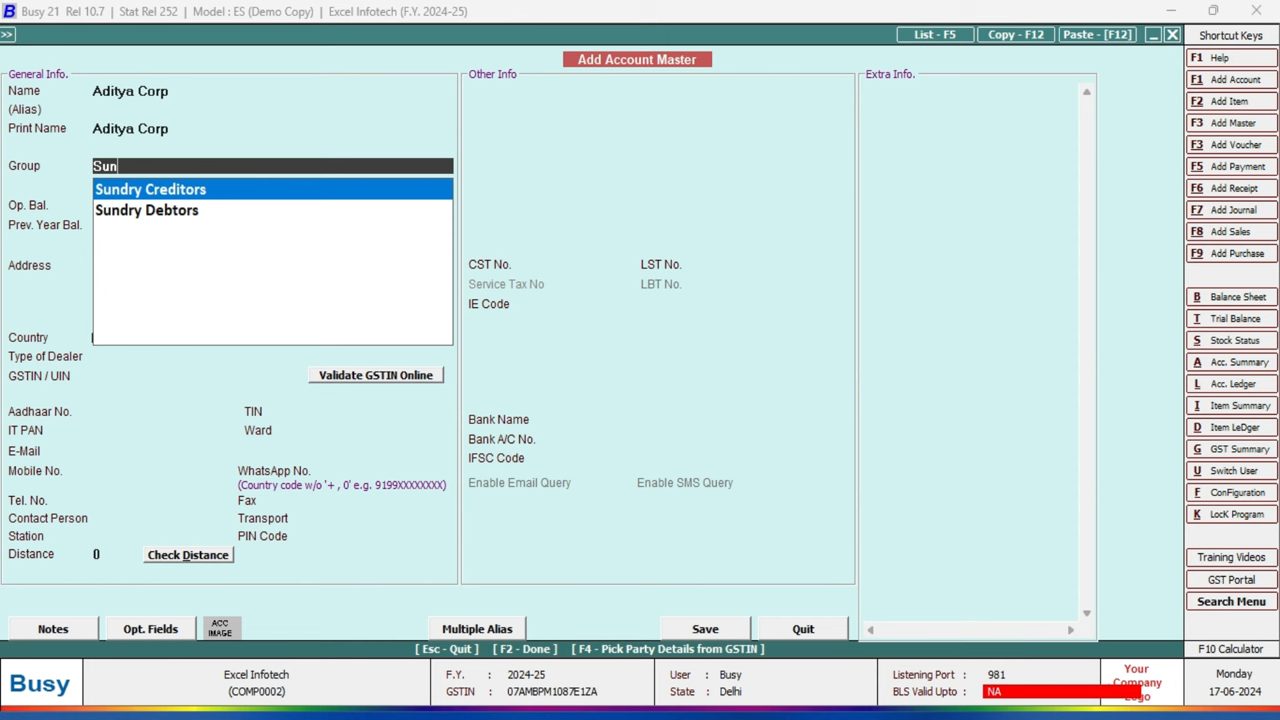 Busy 21 Rel 10.7 | Stat Rel 252 | Model : ES (Demo Copy) | Excel Infotech (F.Y. 2024-25)
>> List - F5 Copy - F12 Paste - [F12]
Add Account Master
General Info.
Name Aditya Corp
(Alias)
Print Name Aditya Corp
Group Sun
Sundry Creditors
Sundry Debtors
Op. Bal.
Prev. Year Bal.
Address
Country
Type of Dealer
GSTIN / UIN Validate GSTIN Online
Aadhaar No. TIN
IT PAN Ward
E-Mail
Mobile No. WhatsApp No.
(Country code w/o '+ , 0' e.g. 9199XXXXXXXX)
Tel. No. Fax
Contact Person Transport
Station PIN Code
Distance 0 Check Distance
Other Info
CST No. LST No.
Service Tax No LBT No.
IE Code
Bank Name
Bank A/C No.
IFSC Code
Enable Email Query Enable SMS Query
Extra Info.
Notes Opt. Fields ACC IMAGE Multiple Alias Save Quit
[ Esc - Quit ] [ F2 - Done ] [ F4 - Pick Party Details from GSTIN ]
Shortcut Keys
F1 Help
F1 Add Account
F2 Add Item
F3 Add Master
F3 Add Voucher
F5 Add Payment
F6 Add Receipt
F7 Add Journal
F8 Add Sales
F9 Add Purchase
B Balance Sheet
T Trial Balance
S Stock Status
A Acc. Summary
L Acc. Ledger
I Item Summary
D Item LeDger
G GST Summary
U Switch User
F ConFiguration
K LocK Program
Training Videos
GST Portal
Search Menu
F10 Calculator
Busy
Excel Infotech
(COMP0002)
F.Y. : 2024-25
GSTIN : 07AMBPM1087E1ZA
User : Busy
State : Delhi
Listening Port : 981
BLS Valid Upto : NA
Your
Company
Logo
Monday
17-06-2024